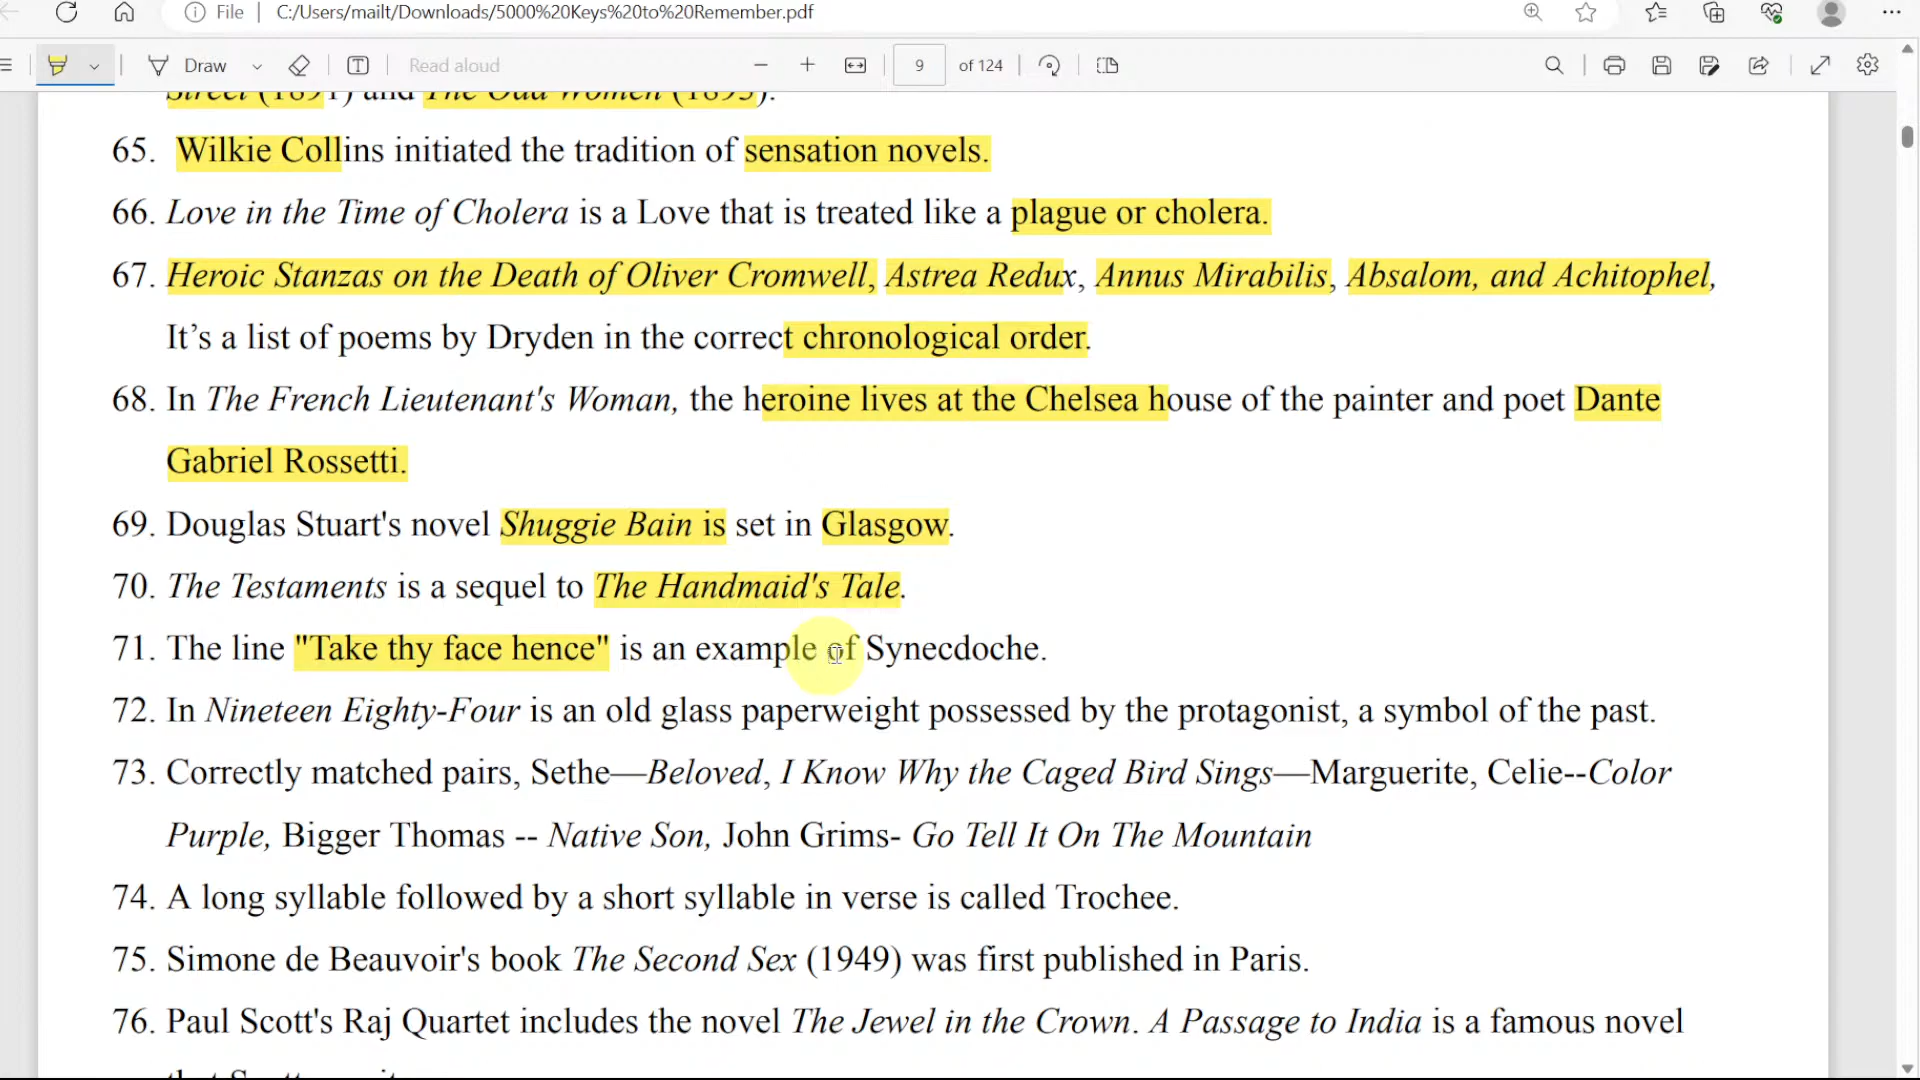 File C:/Users/mailt/Downloads/5000%20Keys%20to%20Remember.pdf
Draw Read aloud 9 of 124
Street (1891) and The Odd Women (1893).
65. Wilkie Collins initiated the tradition of sensation novels.
66. Love in the Time of Cholera is a Love that is treated like a plague or cholera.
67. Heroic Stanzas on the Death of Oliver Cromwell, Astrea Redux, Annus Mirabilis, Absalom, and Achitophel,
It’s a list of poems by Dryden in the correct chronological order.
68. In The French Lieutenant's Woman, the heroine lives at the Chelsea house of the painter and poet Dante
Gabriel Rossetti.
69. Douglas Stuart's novel Shuggie Bain is set in Glasgow.
70. The Testaments is a sequel to The Handmaid's Tale.
71. The line "Take thy face hence" is an example of Synecdoche.
72. In Nineteen Eighty-Four is an old glass paperweight possessed by the protagonist, a symbol of the past.
73. Correctly matched pairs, Sethe—Beloved, I Know Why the Caged Bird Sings—Marguerite, Celie--Color
Purple, Bigger Thomas -- Native Son, John Grims- Go Tell It On The Mountain
74. A long syllable followed by a short syllable in verse is called Trochee.
75. Simone de Beauvoir's book The Second Sex (1949) was first published in Paris.
76. Paul Scott's Raj Quartet includes the novel The Jewel in the Crown. A Passage to India is a famous novel